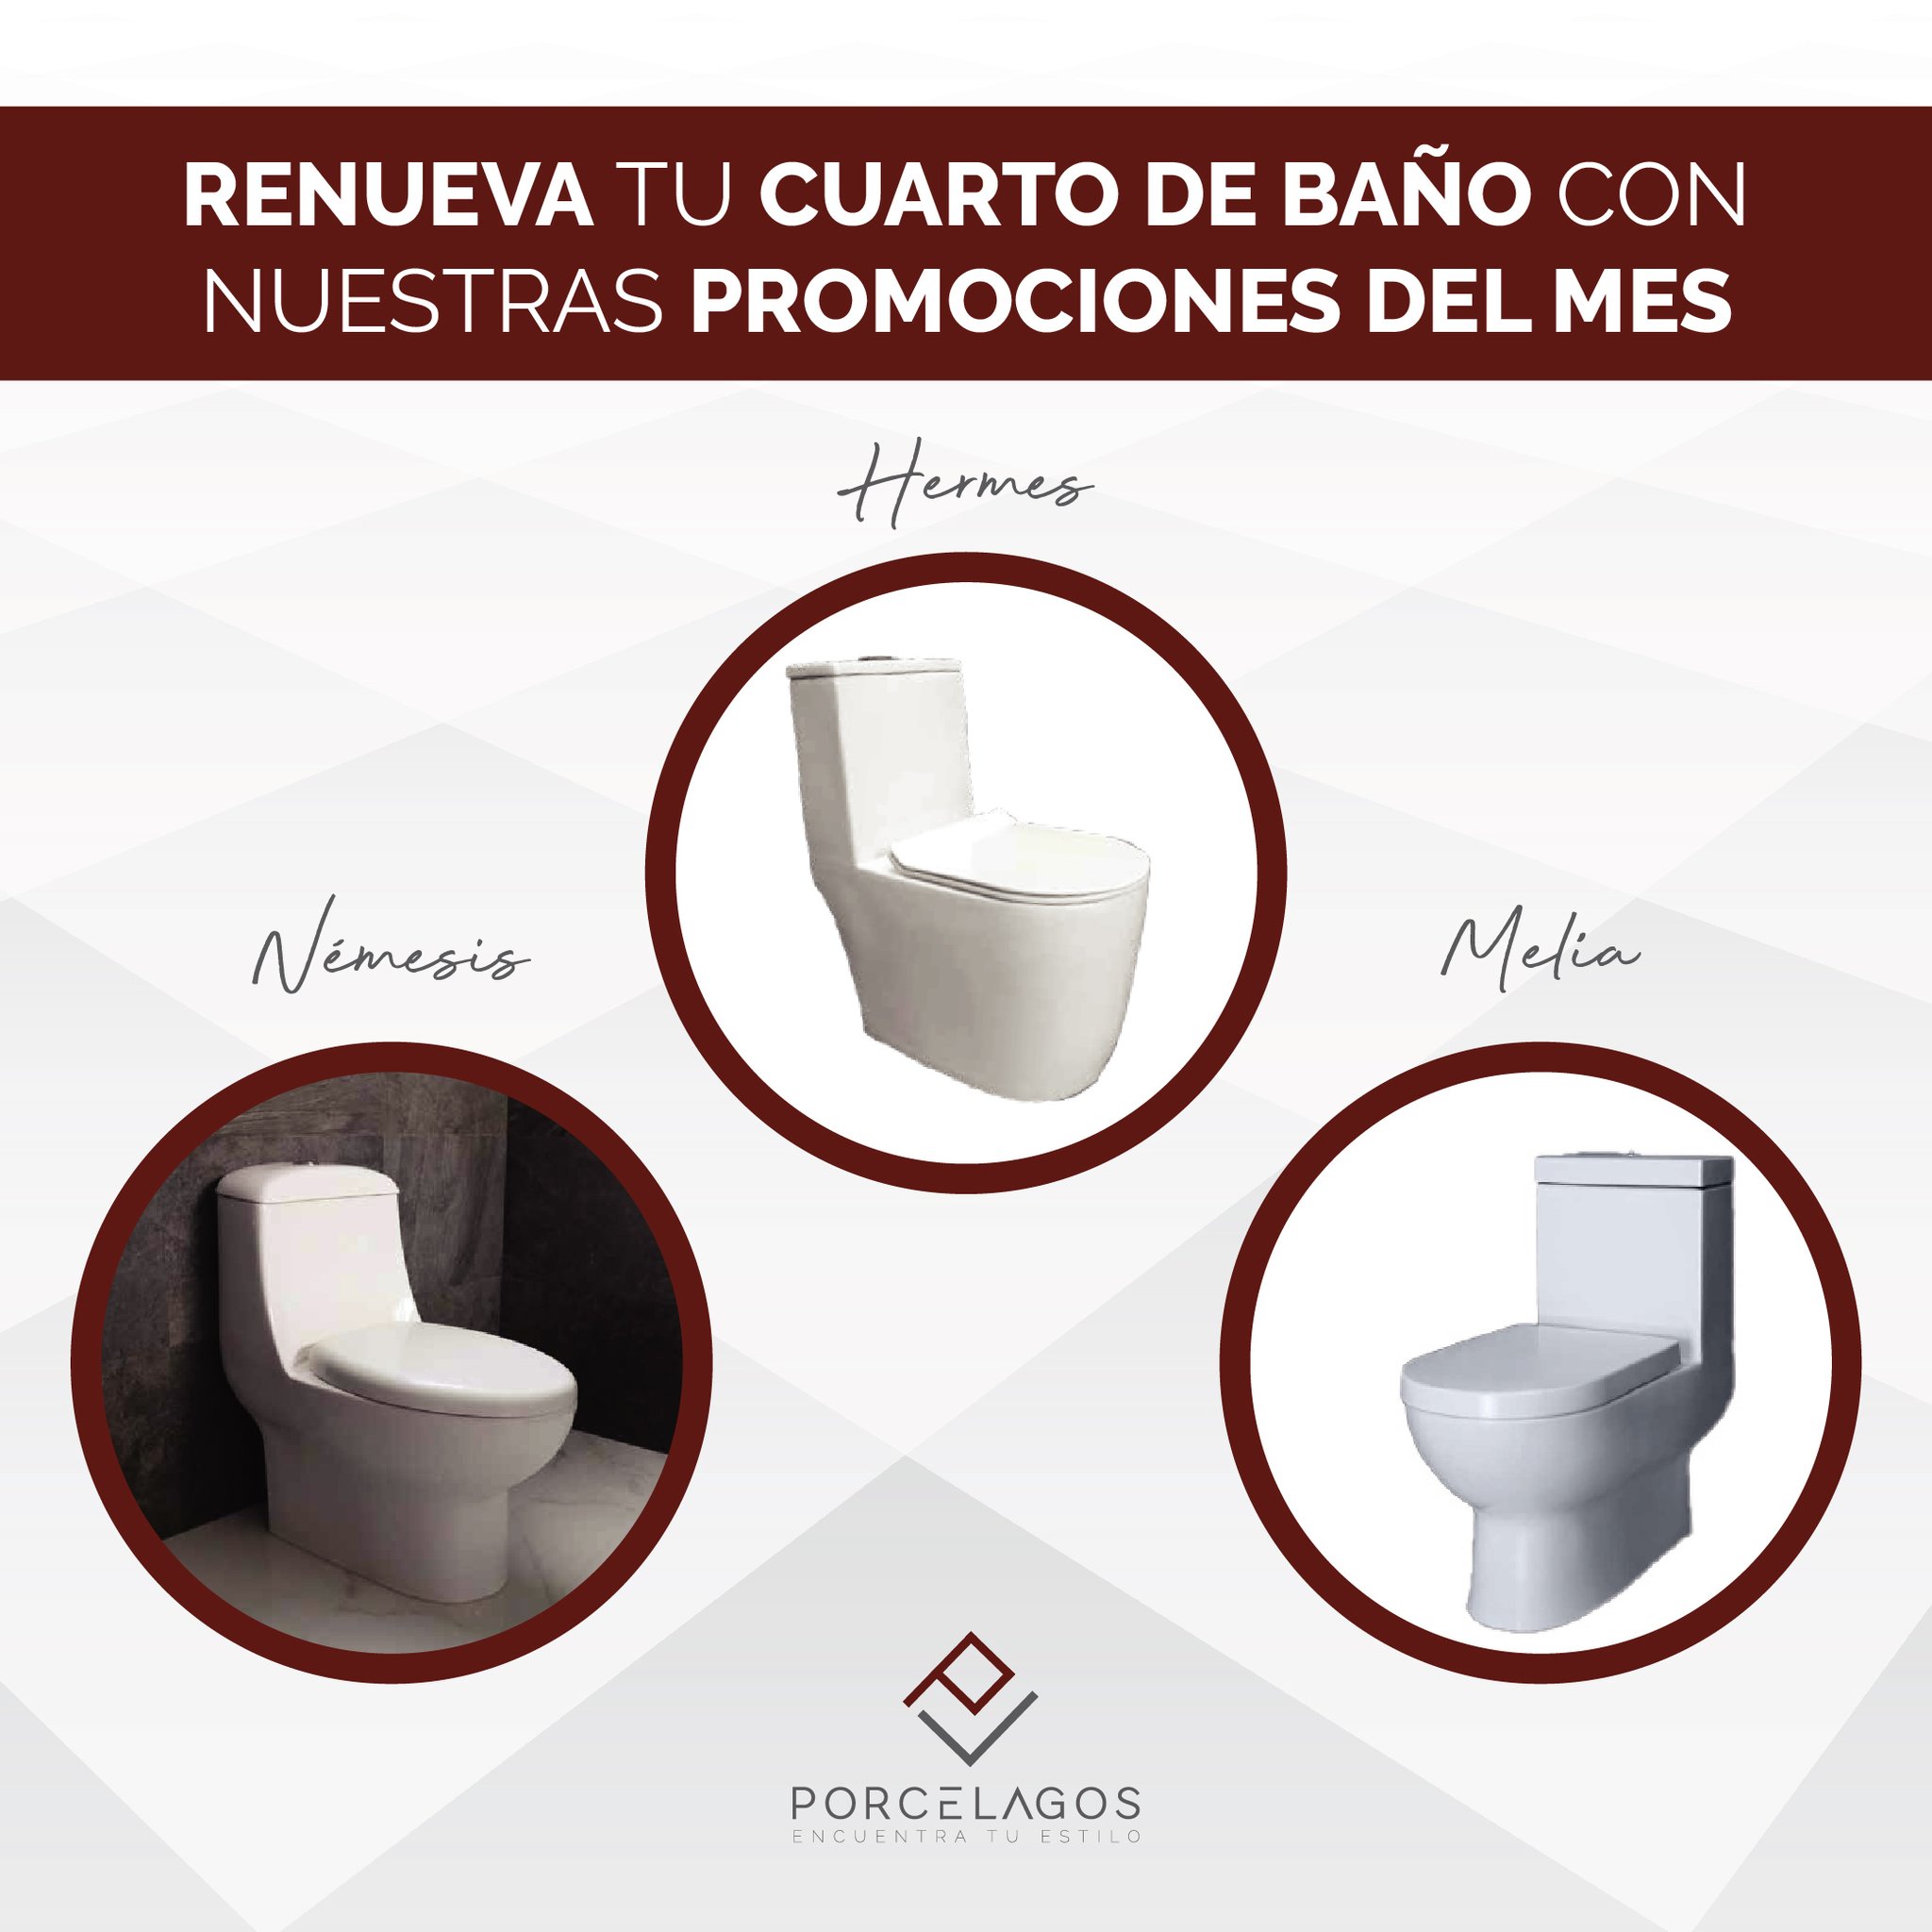 RENUEVA TU CUARTO DE BAÑO CON
NUESTRAS PROMOCIONES DEL MES
Hermes
Némesis
Melia
PORCELAGOS
ENCUENTRA TU ESTILO